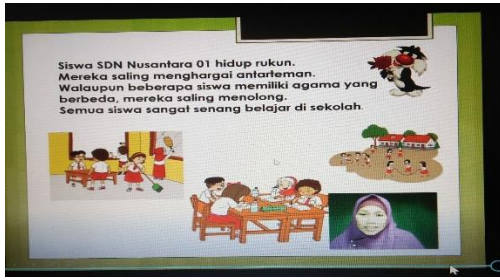 Siswa SDN Nusantara 01 hidup rukun.
Mereka saling menghargai antarteman.
Walaupun beberapa siswa memiliki agama yang
berbeda, mereka saling menolong.
Semua siswa sangat senang belajar di sekolah.